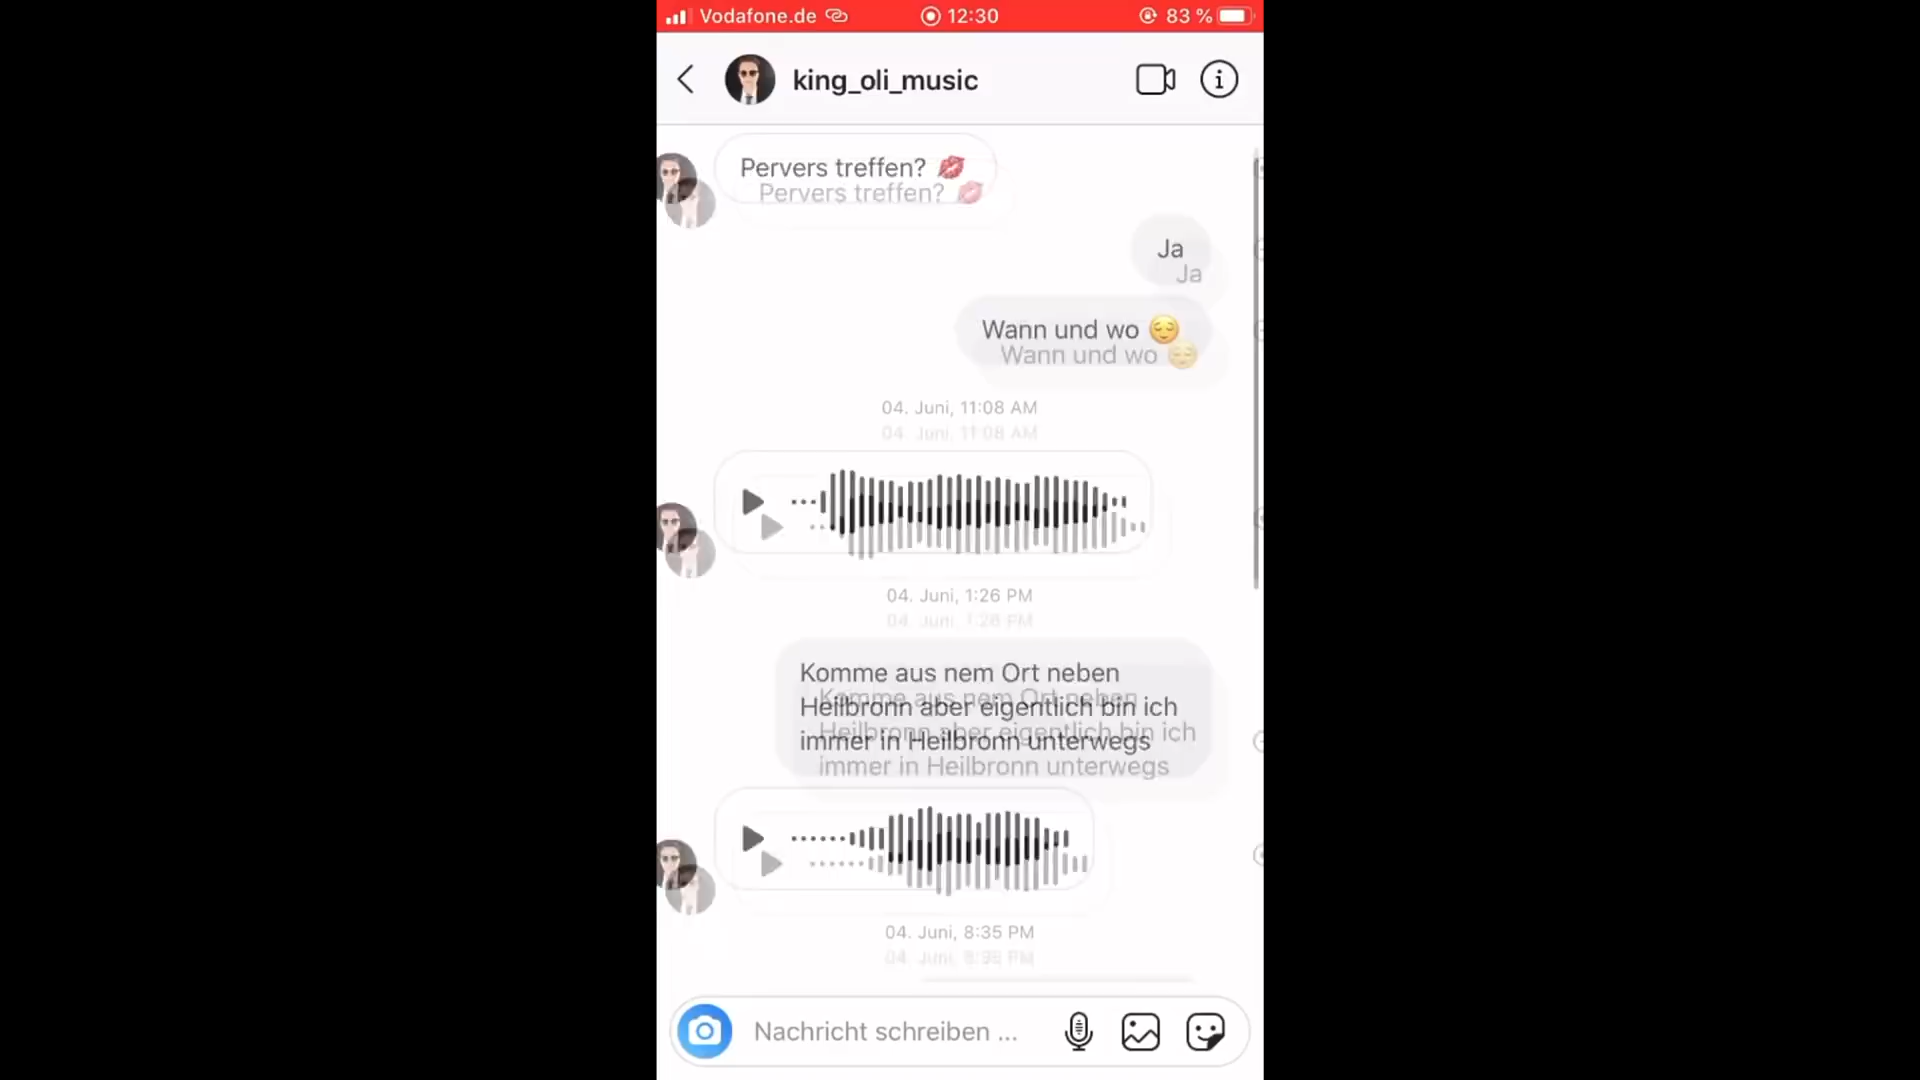 Vodafone.de 12:30 83 %
king_oli_music
Pervers treffen? 💋
Pervers treffen? 💋
Ja
Ja
Wann und wo 😌
Wann und wo 😌
04. Juni, 11:08 AM
04. Juni, 11:08 AM
04. Juni, 1:26 PM
04. Juni, 1:26 PM
Komme aus nem Ort neben
Komme aus nem Ort neben
Heilbronn aber eigentlich bin ich
Heilbronn aber eigentlich bin ich
immer in Heilbronn unterwegs
immer in Heilbronn unterwegs
04. Juni, 8:35 PM
04. Juni, 8:35 PM
Nachricht schreiben ...